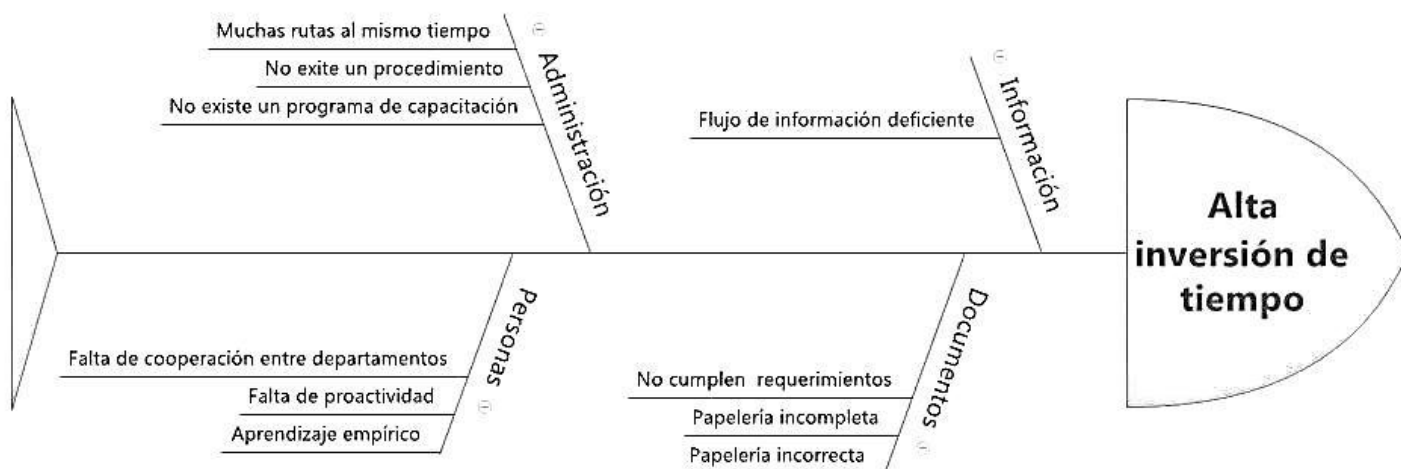 Muchas rutas al mismo tiempo
No exite un procedimiento
No existe un programa de capacitación
Administración
Flujo de información deficiente
Información
Alta
inversión de
tiempo
Falta de cooperación entre departamentos
Falta de proactividad
Aprendizaje empírico
Personas
No cumplen requerimientos
Papelería incompleta
Papelería incorrecta
Documentos